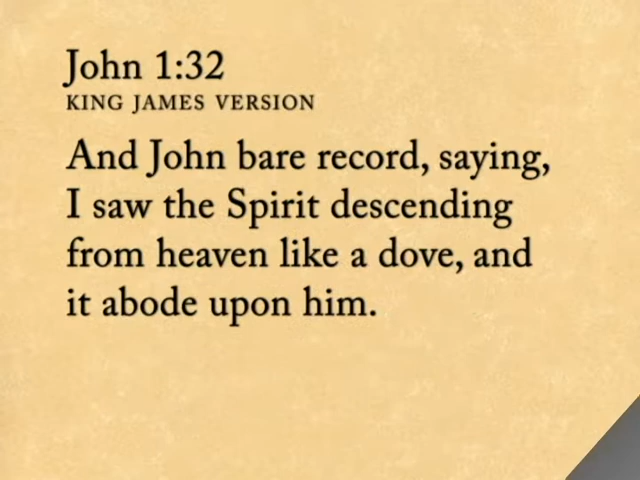 John 1:32
KING JAMES VERSION
And John bare record, saying,
I saw the Spirit descending
from heaven like a dove, and
it abode upon him.